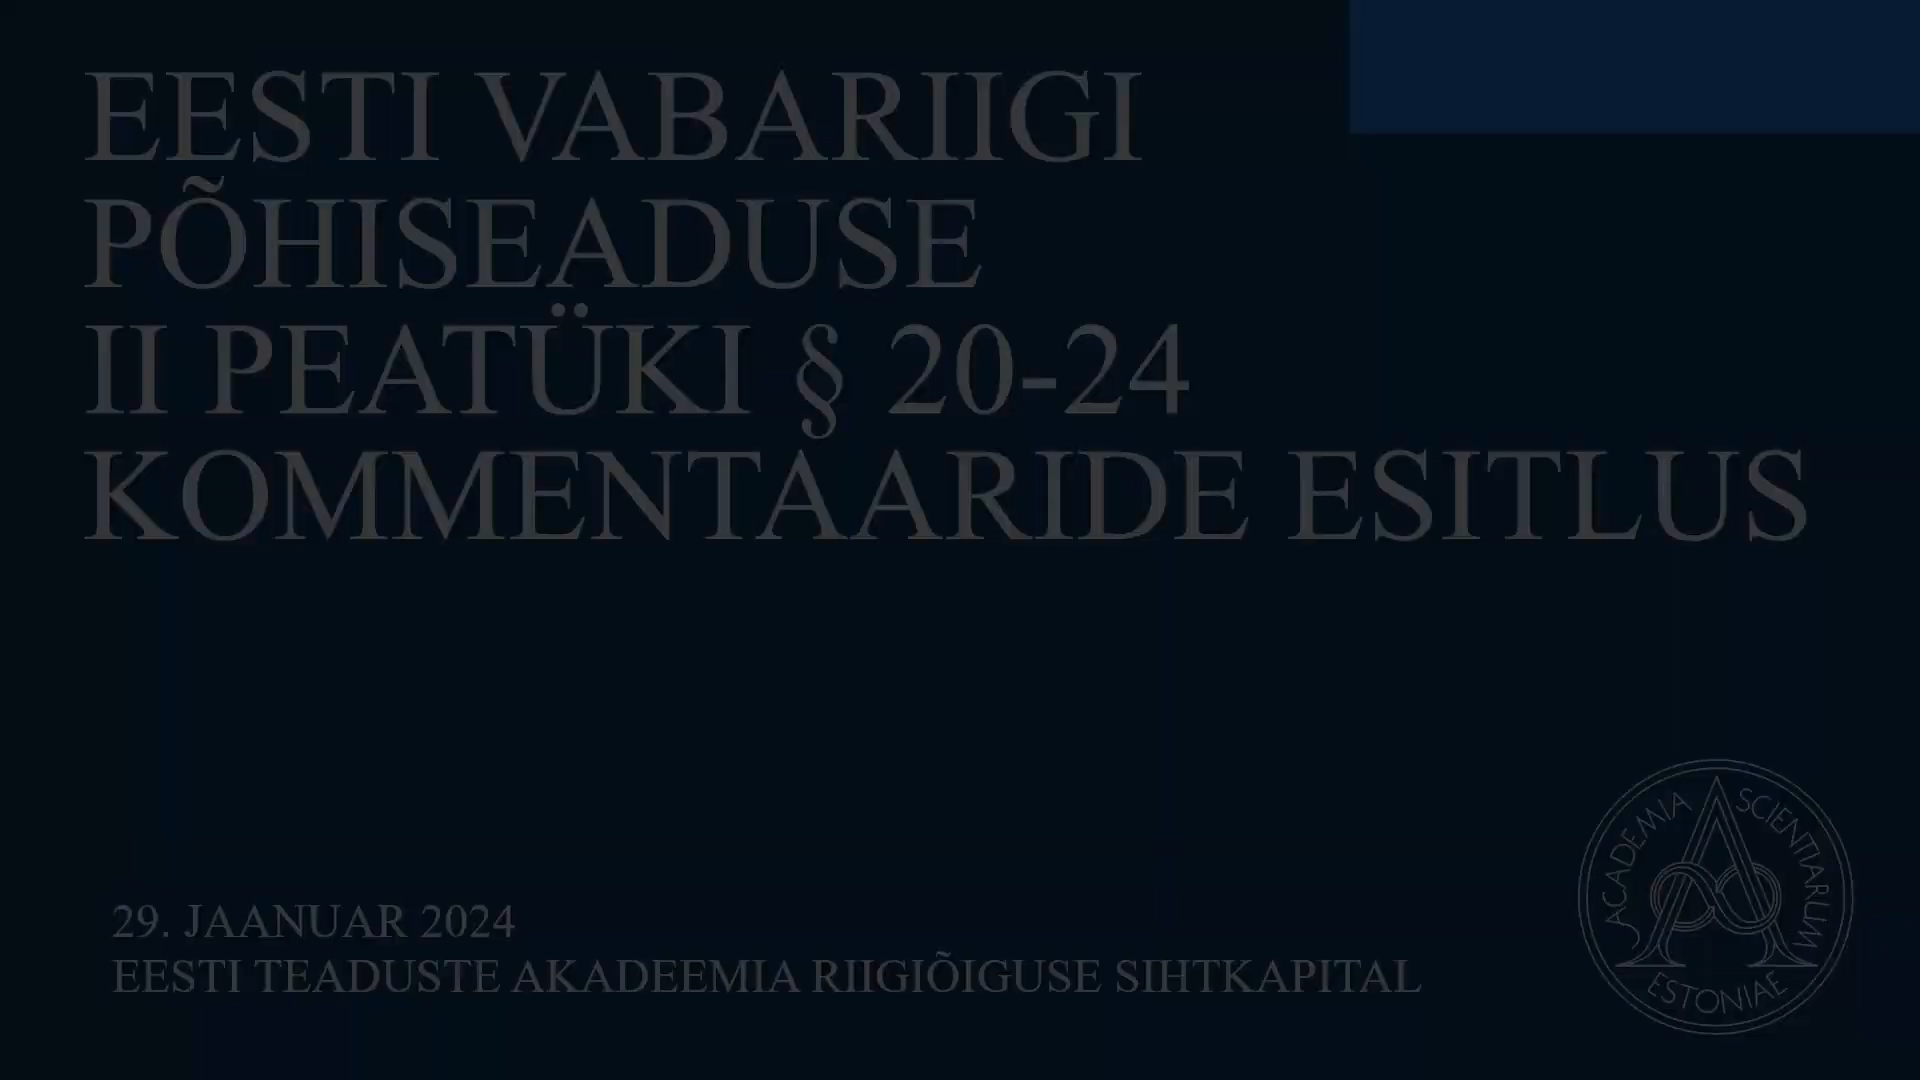 EESTI VABARIIGI
PÕHISEADUSE
II PEATÜKI § 20-24
KOMMENTAARIDE ESITLUS
29. JAANUAR 2024
EESTI TEADUSTE AKADEEMIA RIIGIÕIGUSE SIHTKAPITAL
ACADEMIA SCIENTIARUM
ESTONIAE